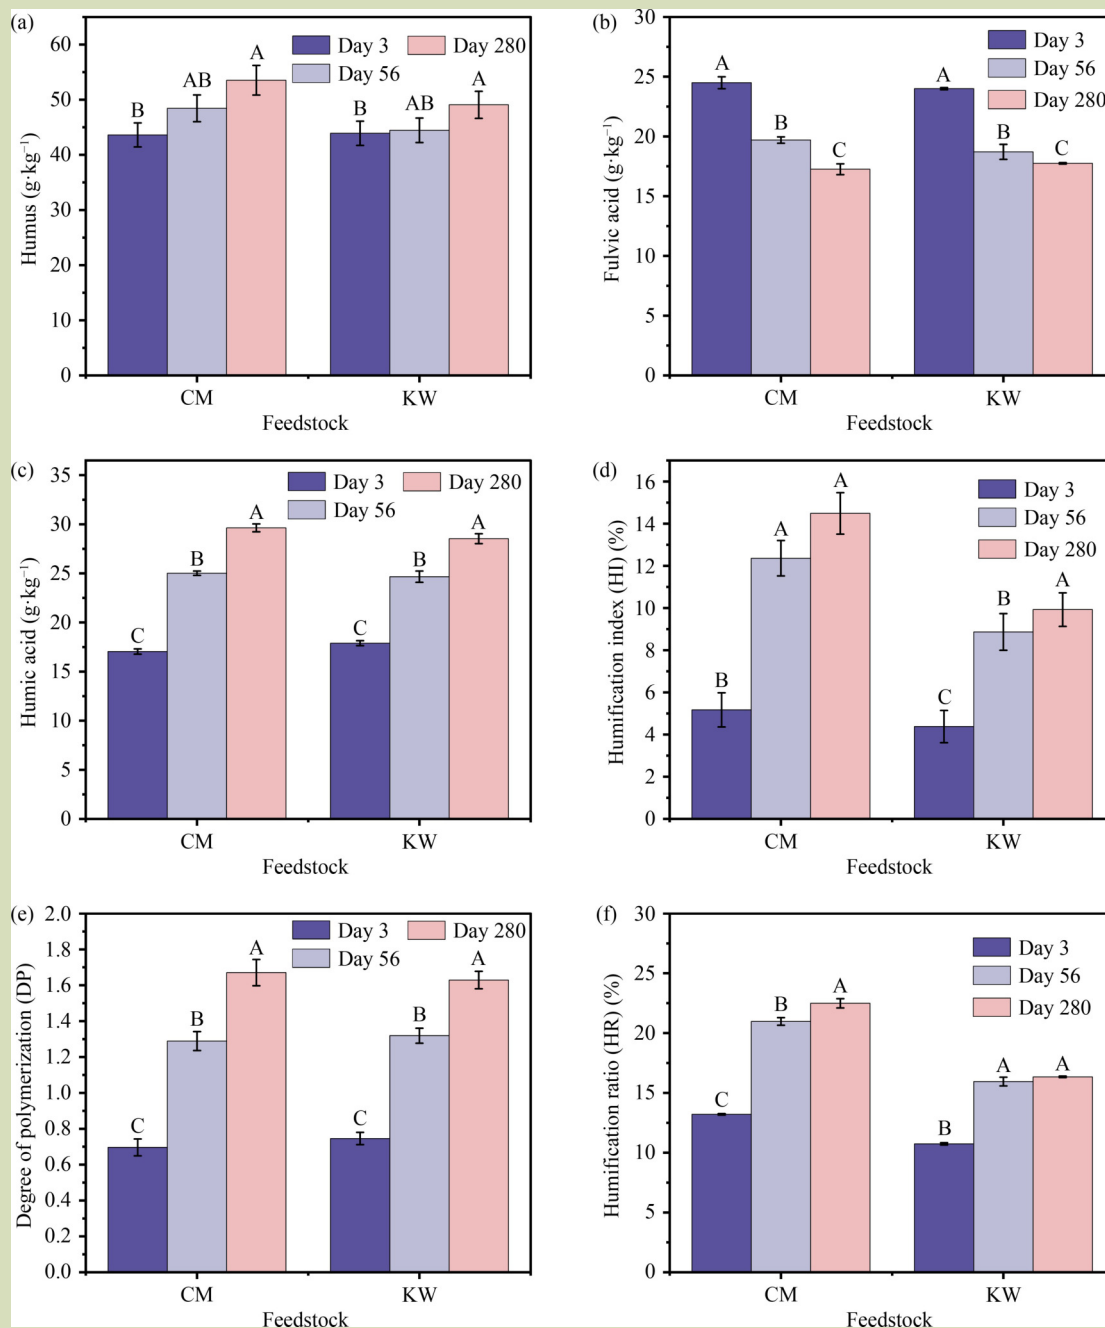 (a)
Humus (g·kg⁻¹)
60
50
40
30
20
10
0
Day 3
Day 280
Day 56
B
AB
A
B
AB
A
CM
KW
Feedstock
(b)
Fulvic acid (g·kg⁻¹)
30
25
20
15
10
5
0
Day 3
Day 56
Day 280
A
B
C
A
B
C
CM
KW
Feedstock
(c)
Humic acid (g·kg⁻¹)
35
30
25
20
15
10
5
0
Day 3
Day 280
Day 56
C
B
A
C
B
A
CM
KW
Feedstock
(d)
Humification index (HI) (%)
16
14
12
10
8
6
4
2
0
Day 3
Day 56
Day 280
B
A
A
C
B
A
CM
KW
Feedstock
(e)
Degree of polymerization (DP)
2.0
1.8
1.6
1.4
1.2
1.0
0.8
0.6
0.4
0.2
0.0
Day 3
Day 280
Day 56
C
B
A
C
B
A
CM
KW
Feedstock
(f)
Humification ratio (HR) (%)
30
25
20
15
10
5
0
Day 3
Day 56
Day 280
C
B
A
B
A
A
CM
KW
Feedstock